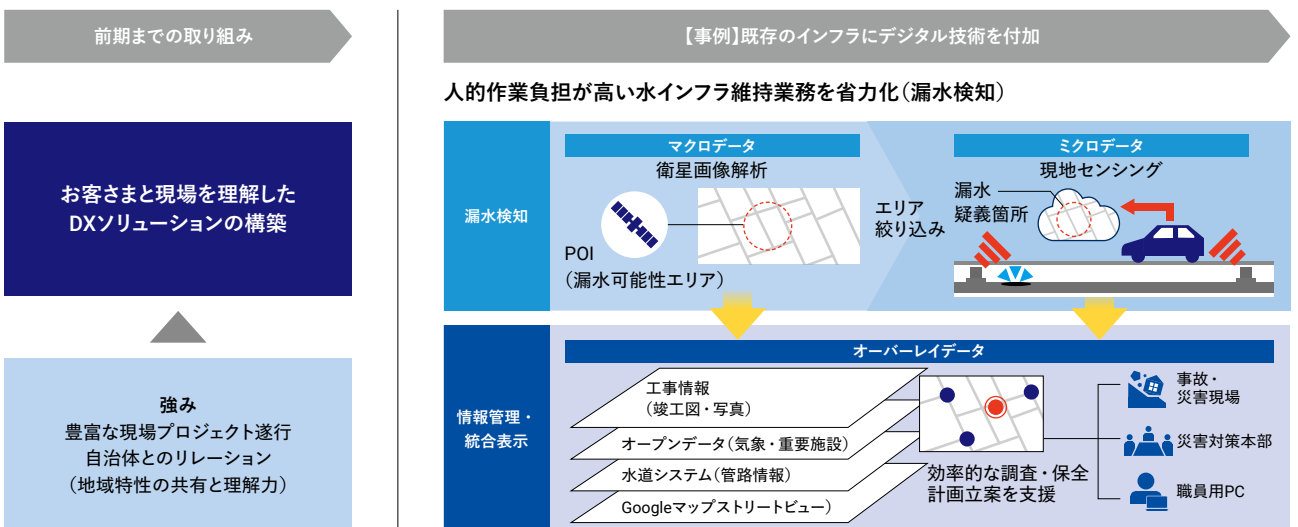 前期までの取り組み
お客さまと現場を理解した
DXソリューションの構築
強み
豊富な現場プロジェクト遂行
自治体とのリレーション
（地域特性の共有と理解力）
【事例】既存のインフラにデジタル技術を付加
人的作業負担が高い水インフラ維持業務を省力化（漏水検知）
漏水検知
マクロデータ
衛星画像解析
POI
（漏水可能性エリア）
エリア
絞り込み
ミクロデータ
現地センシング
漏水
疑義箇所
情報管理・
統合表示
オーバーレイデータ
工事情報
（竣工図・写真）
オープンデータ（気象・重要施設）
水道システム（管路情報）
Googleマップストリートビュー）
効率的な調査・保全
計画立案を支援
事故・
災害現場
災害対策本部
職員用PC